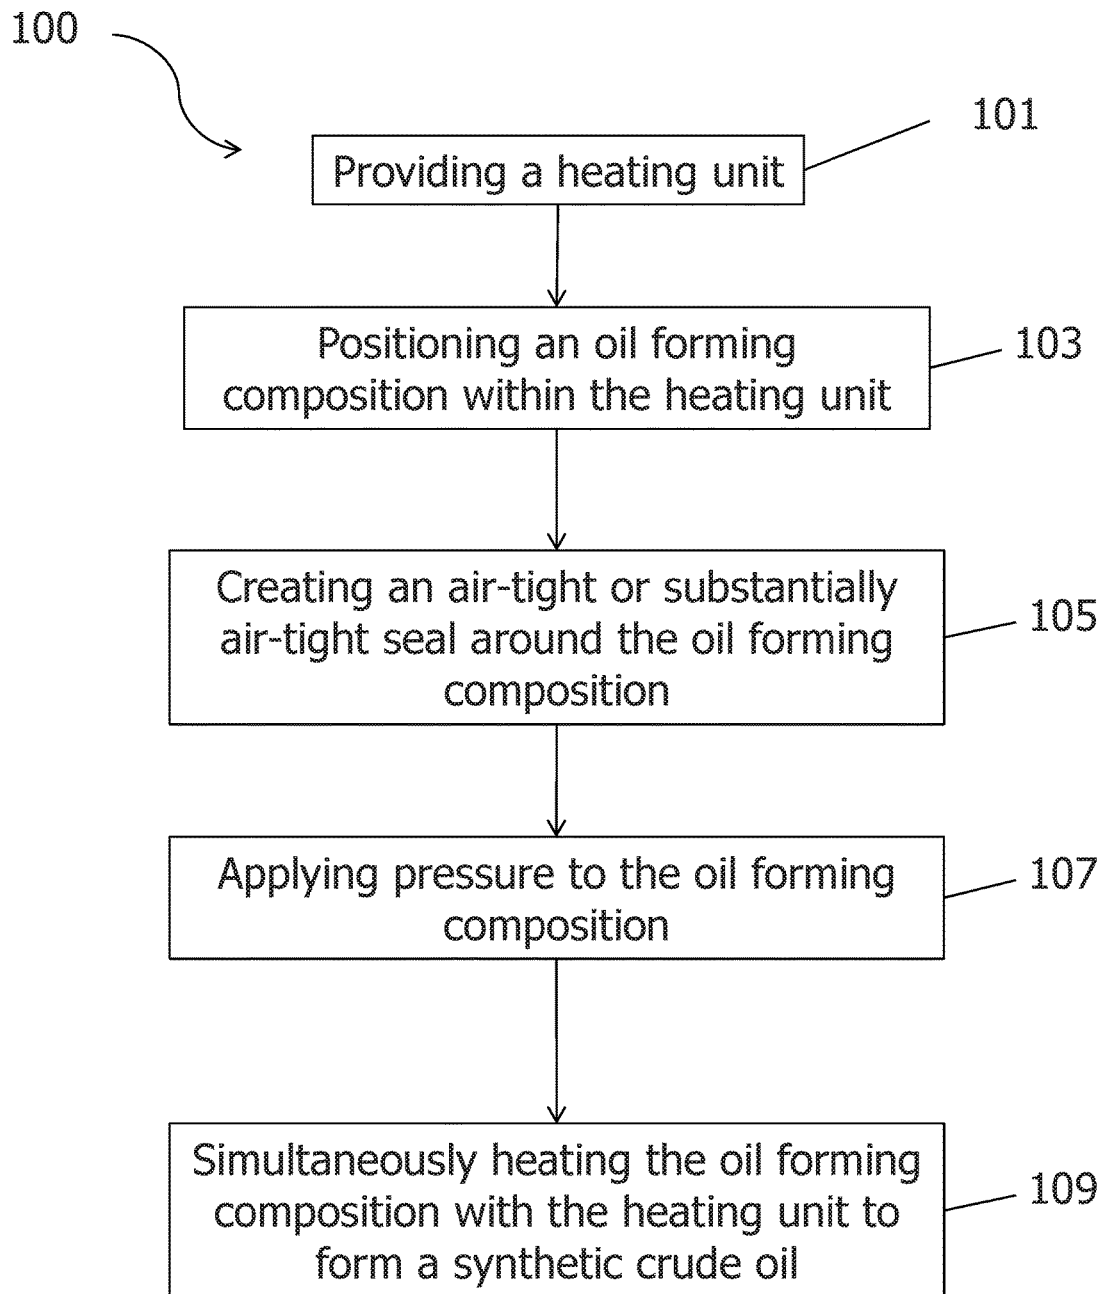 100
101
Providing a heating unit
Positioning an oil forming
composition within the heating unit
103
Creating an air-tight or substantially
air-tight seal around the oil forming
composition
105
Applying pressure to the oil forming
composition
107
Simultaneously heating the oil forming
composition with the heating unit to
form a synthetic crude oil
109